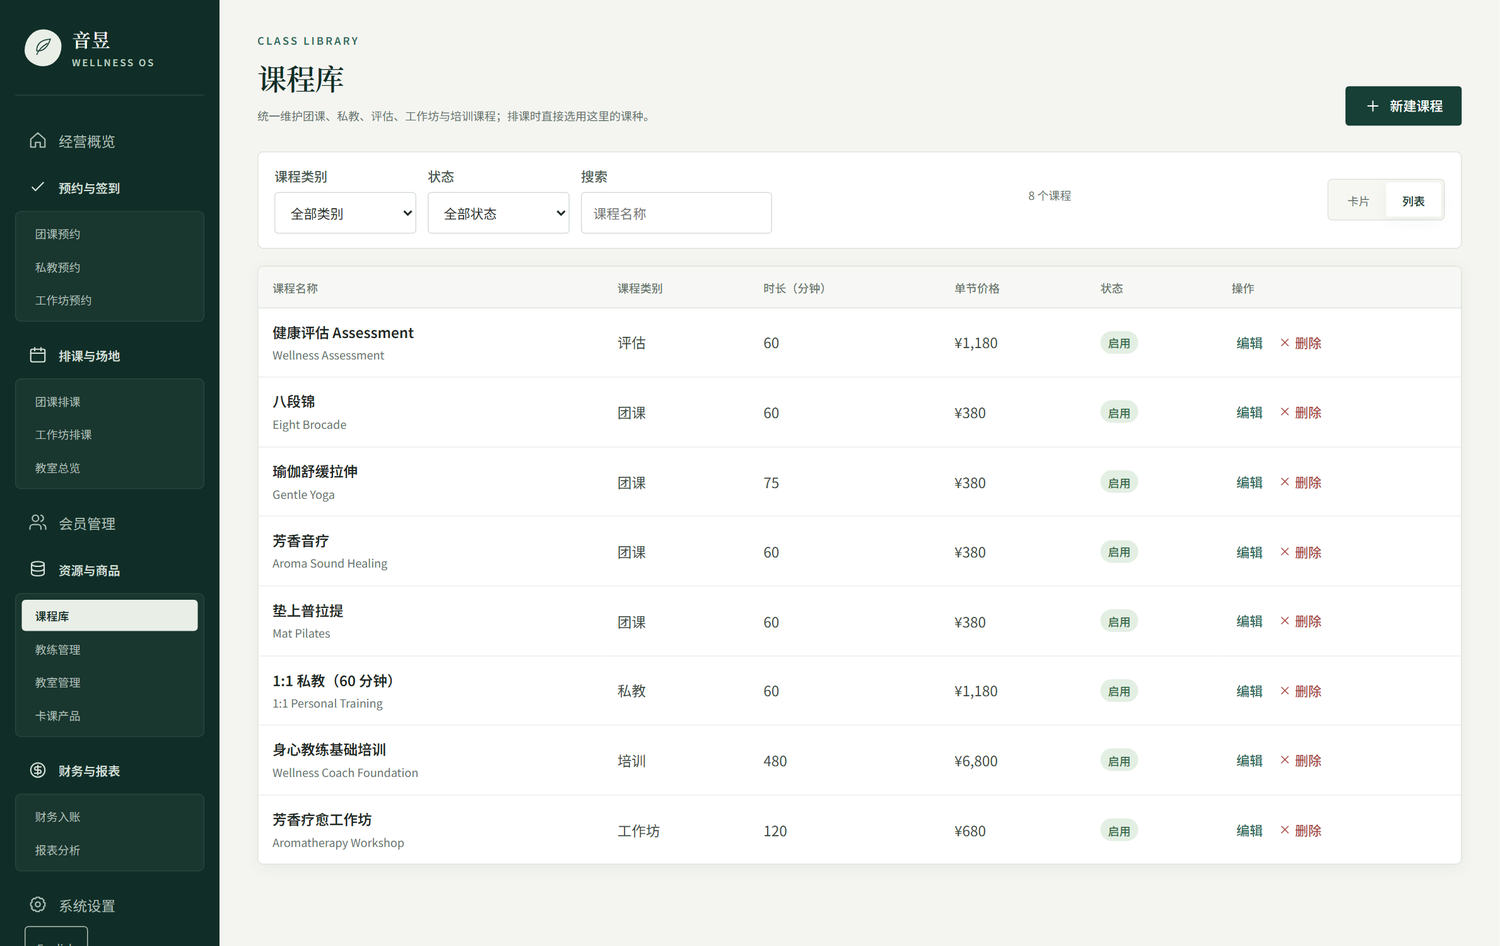 音昱
WELLNESS OS
经营概览
预约与签到
团课预约
私教预约
工作坊预约
排课与场地
团课排课
工作坊排课
教室总览
会员管理
资源与商品
课程库
教练管理
教室管理
卡课产品
财务与报表
财务入账
报表分析
系统设置
CLASS LIBRARY
课程库
统一维护团课、私教、评估、工作坊与培训课程；排课时直接选用这里的课种。
新建课程
课程类别 状态 搜索
全部类别 全部状态 课程名称
8 个课程
卡片 列表
课程名称 课程类别 时长（分钟） 单节价格 状态 操作
健康评估 Assessment
Wellness Assessment
评估 60 ¥1,180 启用 编辑 × 删除
八段锦
Eight Brocade
团课 60 ¥380 启用 编辑 × 删除
瑜伽舒缓拉伸
Gentle Yoga
团课 75 ¥380 启用 编辑 × 删除
芳香音疗
Aroma Sound Healing
团课 60 ¥380 启用 编辑 × 删除
垫上普拉提
Mat Pilates
团课 60 ¥380 启用 编辑 × 删除
1:1 私教（60 分钟）
1:1 Personal Training
私教 60 ¥1,180 启用 编辑 × 删除
身心教练基础培训
Wellness Coach Foundation
培训 480 ¥6,800 启用 编辑 × 删除
芳香疗愈工作坊
Aromatherapy Workshop
工作坊 120 ¥680 启用 编辑 × 删除